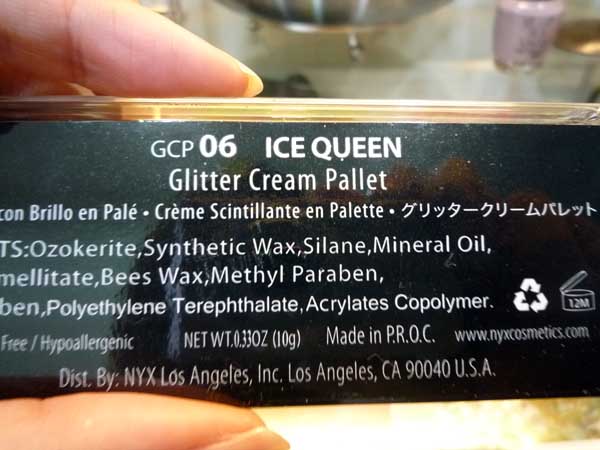 GCP 06 ICE QUEEN
Glitter Cream Pallet
con Brillo en Palé • Crème Scintillante en Palette • グリッタークリームパレット
TS:Ozokerite,Synthetic Wax,Silane,Mineral Oil,
mellitate,Bees Wax,Methyl Paraben,
ben,Polyethylene Terephthalate,Acrylates Copolymer.
12M
Free / Hypoallergenic NET WT.0.33OZ (10g) Made in P.R.O.C. www.nyxcosmetics.com
Dist. By: NYX Los Angeles, Inc. Los Angeles, CA 90040 U.S.A.